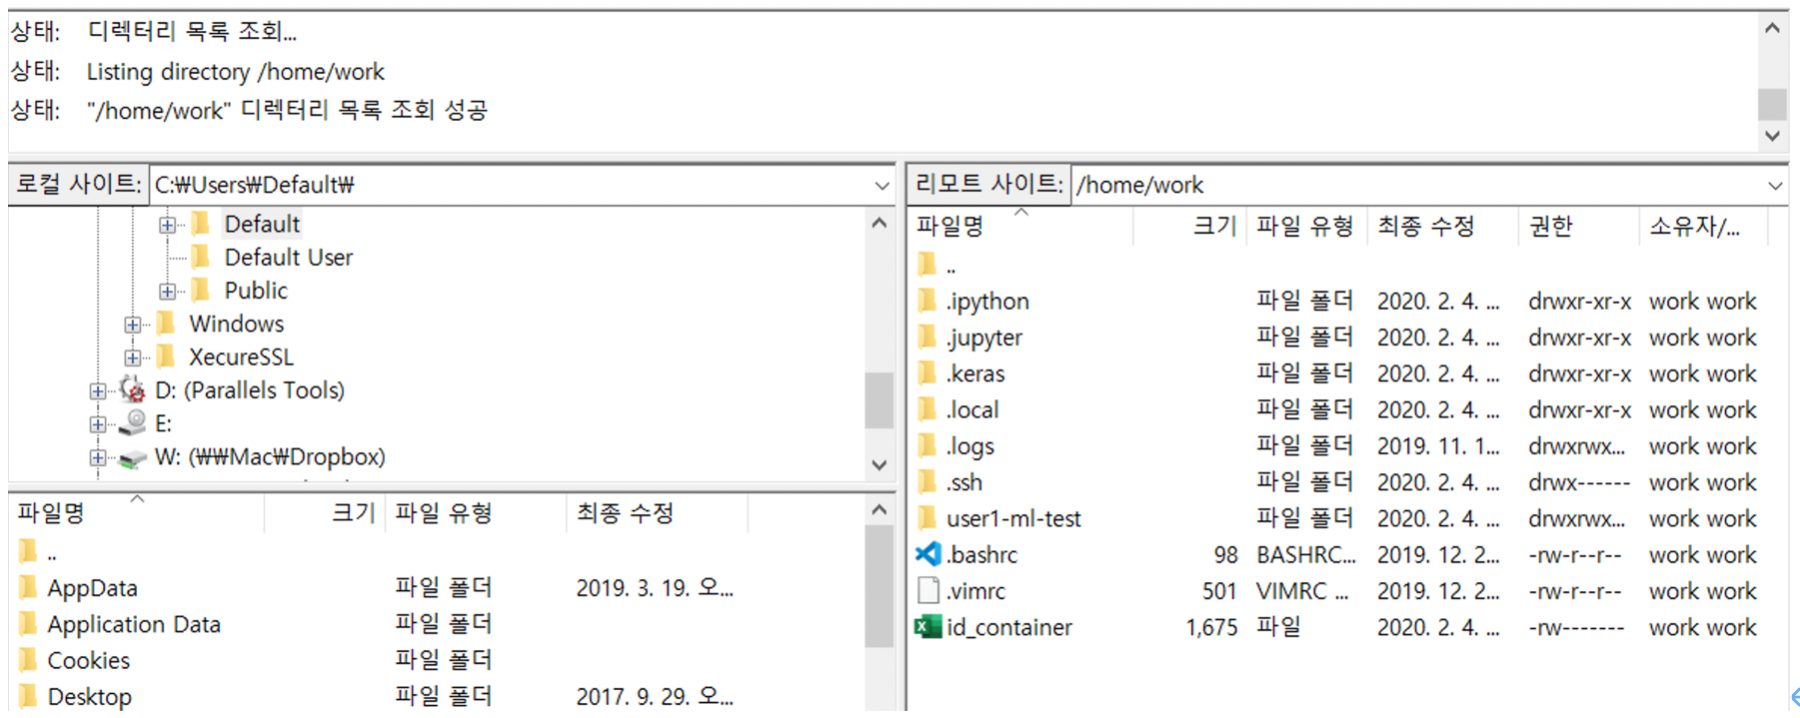 상태: 디렉터리 목록 조회...
상태: Listing directory /home/work
상태: "/home/work" 디렉터리 목록 조회 성공
로컬 사이트: C:₩Users₩Default₩
Default
Default User
Public
Windows
XecureSSL
D: (Parallels Tools)
E:
W: (₩₩Mac₩Dropbox)
파일명 크기 파일 유형 최종 수정
..
AppData 파일 폴더 2019. 3. 19. 오...
Application Data 파일 폴더
Cookies 파일 폴더
Desktop 파일 폴더 2017. 9. 29. 오...
리모트 사이트: /home/work
파일명 크기 파일 유형 최종 수정 권한 소유자/...
..
.ipython 파일 폴더 2020. 2. 4. ... drwxr-xr-x work work
.jupyter 파일 폴더 2020. 2. 4. ... drwxr-xr-x work work
.keras 파일 폴더 2020. 2. 4. ... drwxr-xr-x work work
.local 파일 폴더 2020. 2. 4. ... drwxr-xr-x work work
.logs 파일 폴더 2019. 11. 1... drwxrwx... work work
.ssh 파일 폴더 2020. 2. 4. ... drwx------ work work
user1-ml-test 파일 폴더 2020. 2. 4. ... drwxrwx... work work
.bashrc 98 BASHRC... 2019. 12. 2... -rw-r--r-- work work
.vimrc 501 VIMRC ... 2019. 12. 2... -rw-r--r-- work work
id_container 1,675 파일 2020. 2. 4. ... -rw------- work work